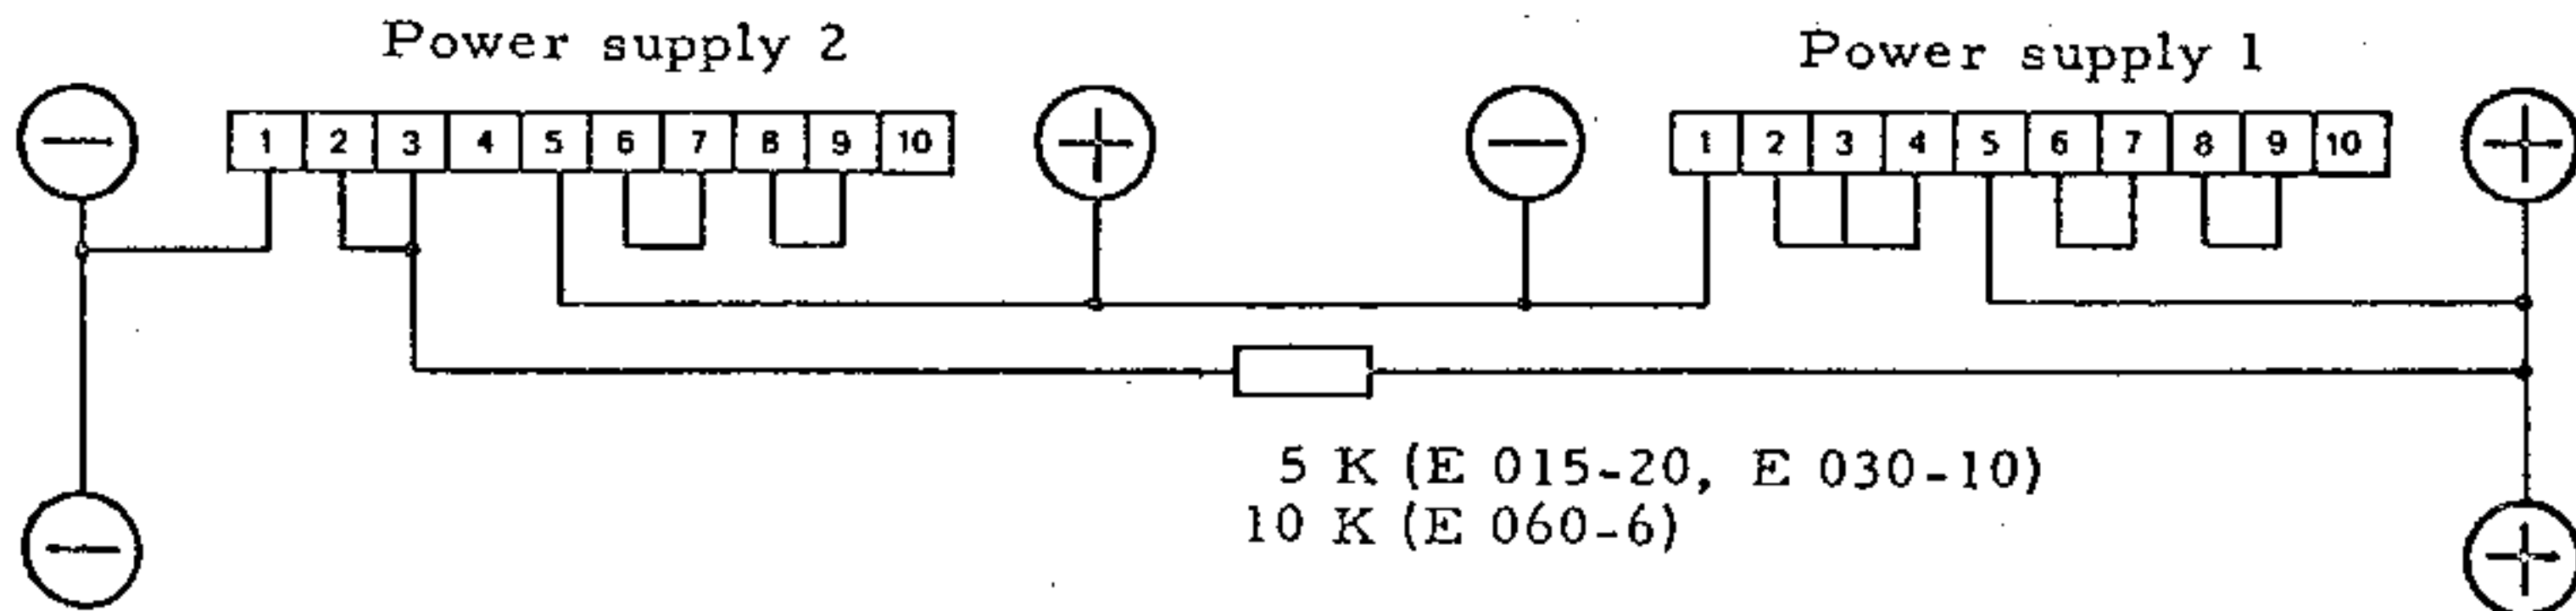 Power supply 2
Power supply 1
1 2 3 4 5 6 7 8 9 10
1 2 3 4 5 6 7 8 9 10
5 K (E 015-20, E 030-10)
10 K (E 060-6)